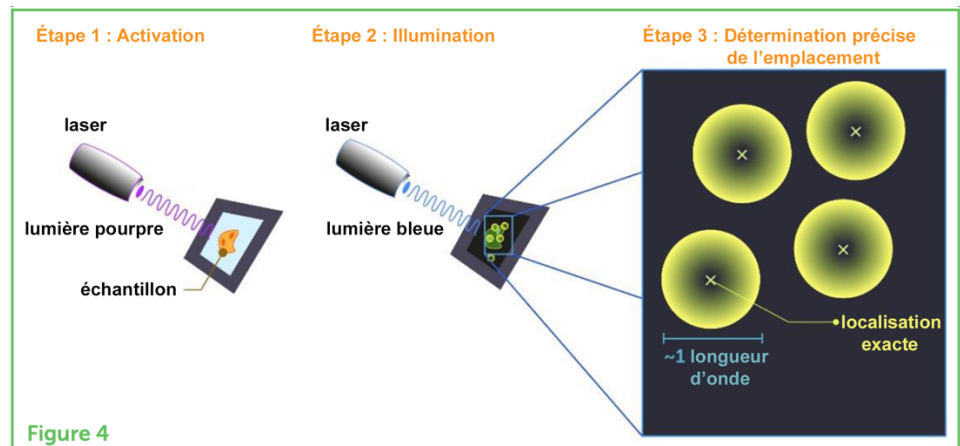 Étape 1 : Activation
Étape 2 : Illumination
Étape 3 : Détermination précise
de l’emplacement
laser
lumière pourpre
échantillon
laser
lumière bleue
localisation
exacte
~1 longueur
d’onde
Figure 4